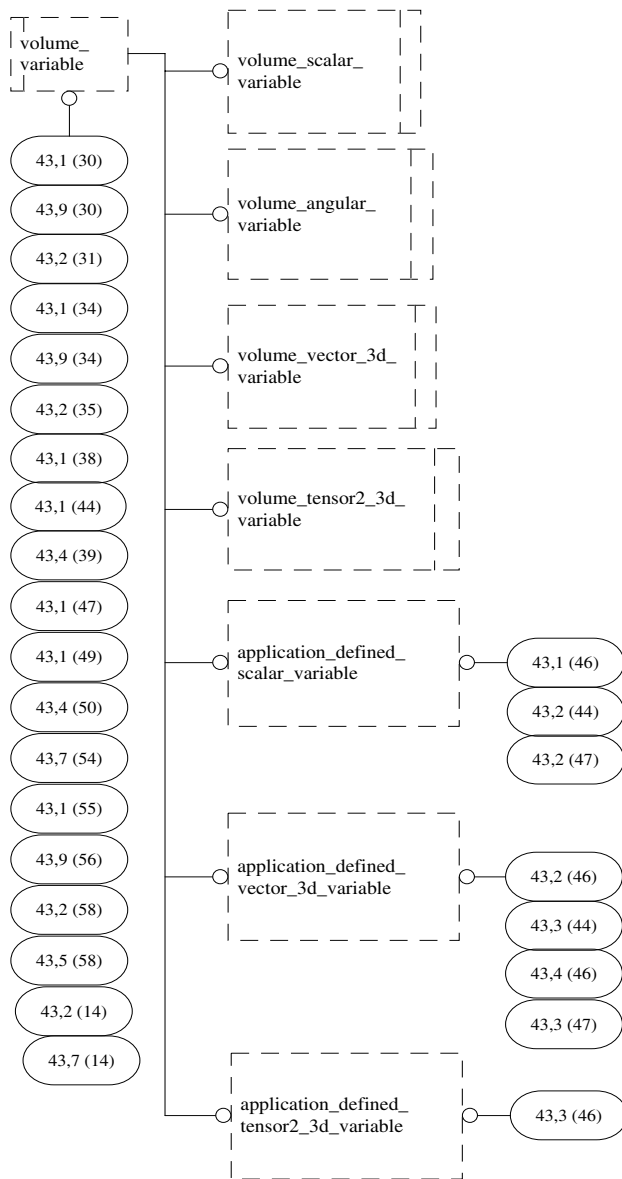 volume_
variable
43,1 (30)
43,9 (30)
43,2 (31)
43,1 (34)
43,9 (34)
43,2 (35)
43,1 (38)
43,1 (44)
43,4 (39)
43,1 (47)
43,1 (49)
43,4 (50)
43,7 (54)
43,1 (55)
43,9 (56)
43,2 (58)
43,5 (58)
43,2 (14)
43,7 (14)
volume_scalar_
variable
volume_angular_
variable
volume_vector_3d_
variable
volume_tensor2_3d_
variable
application_defined_
scalar_variable
43,1 (46)
43,2 (44)
43,2 (47)
application_defined_
vector_3d_variable
43,2 (46)
43,3 (44)
43,4 (46)
43,3 (47)
application_defined_
tensor2_3d_variable
43,3 (46)